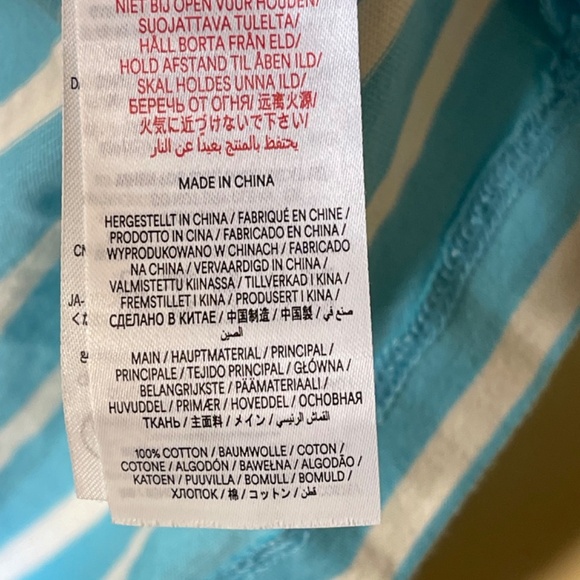 NIET BIJ OPEN VUUR HOUDEN/
SUOJATTAVA TULELTA/
HÅLL BORTA FRÅN ELD/
HOLD AFSTAND TIL ÅBEN ILD/
SKAL HOLDES UNNA ILD/
БЕРЕЧЬ ОТ ОГНЯ/ 远离火源/
火気に近づけないで下さい/
يحتفظ بالمنتج بعيدا عن النار
MADE IN CHINA
HERGESTELLT IN CHINA / FABRIQUÉ EN CHINE /
PRODOTTO IN CINA / FABRICADO EN CHINA /
WYPRODUKOWANO W CHINACH / FABRICADO
NA CHINA / VERVAARDIGD IN CHINA /
VALMISTETTU KIINASSA / TILLVERKAD I KINA /
FREMSTILLET I KINA / PRODUSERT I KINA /
СДЕЛАНО В КИТАЕ / 中国制造 / 中国製 / صنع في
الصين
MAIN / HAUPTMATERIAL / PRINCIPAL /
PRINCIPALE / TEJIDO PRINCIPAL / GŁÓWNA /
BELANGRIJKSTE / PÄÄMATERIAALI /
HUVUDDEL / PRIMÆR / HOVEDDEL / ОСНОВНАЯ
ТКАНЬ / 主面料 / メイン / القماش الرئيسي
100% COTTON / BAUMWOLLE / COTON /
COTONE / ALGODÓN / BAWEŁNA / ALGODÃO /
KATOEN / PUUVILLA / BOMULL / BOMULD /
ХЛОПОК / 棉 / コットン / قطن